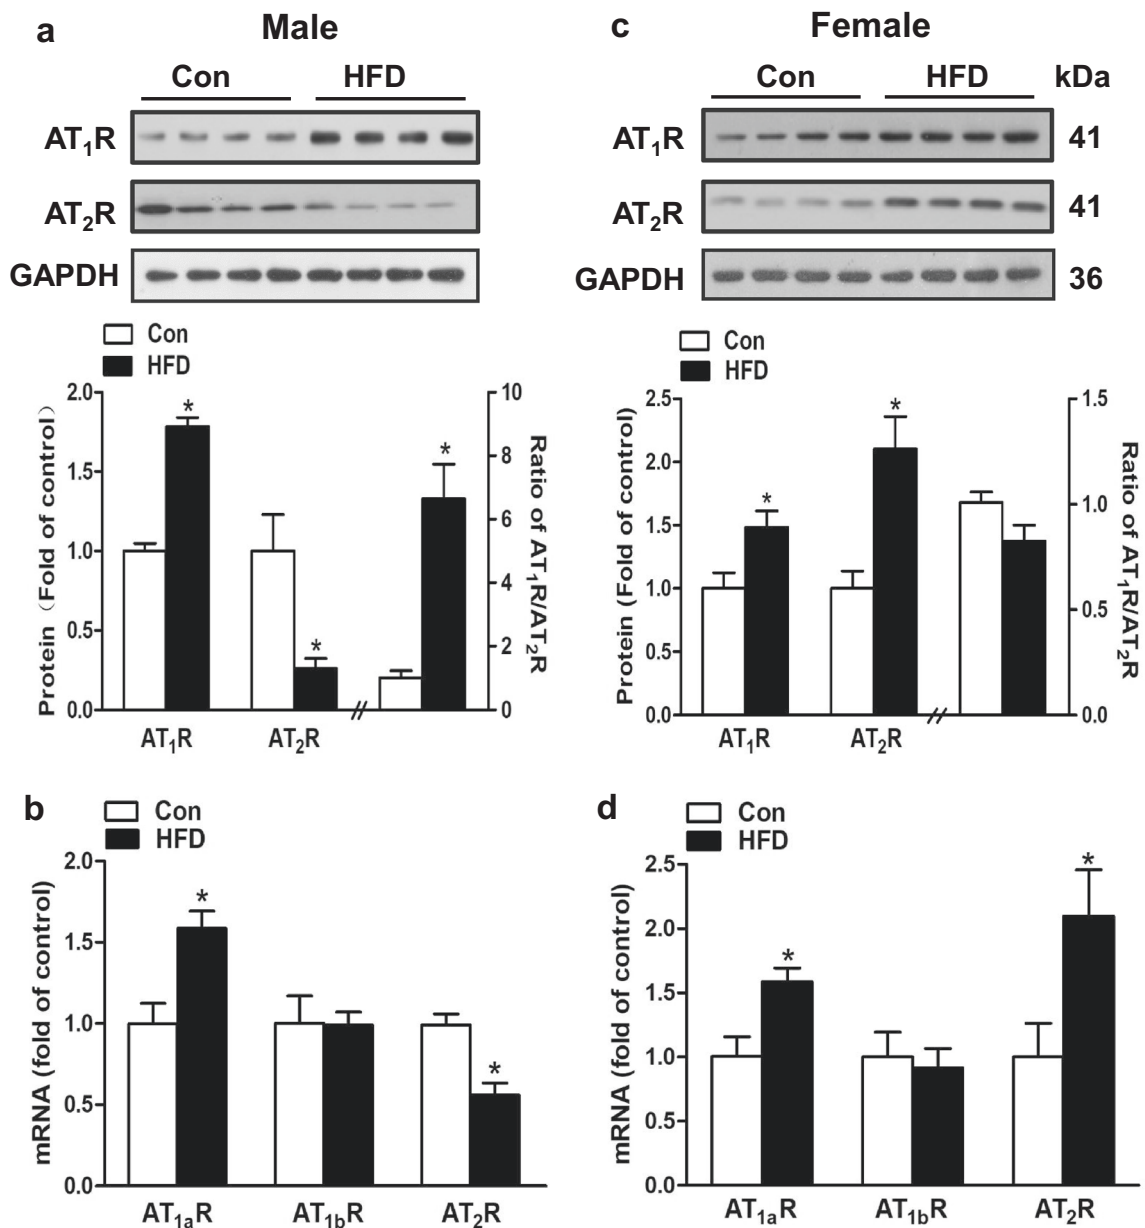 a
Male
Con HFD
AT1R
AT2R
GAPDH
c
Female
Con HFD kDa
AT1R 41
AT2R 41
GAPDH 36
Con
HFD
Protein（Fold of control）
2.0
1.5
1.0
0.5
0.0
*
*
*
10
8
6
4
2
0
Ratio of AT1R/AT2R
AT1R AT2R
Con
HFD
Protein (Fold of control)
2.5
2.0
1.5
1.0
0.5
0.0
*
*
1.5
1.0
0.5
0.0
Ratio of AT1R/AT2R
AT1R AT2R
b
Con
HFD
mRNA (fold of control)
2.0
1.5
1.0
0.5
0.0
*
*
AT1aR AT1bR AT2R
d
Con
HFD
mRNA (fold of control)
2.5
2.0
1.5
1.0
0.5
0.0
*
*
AT1aR AT1bR AT2R